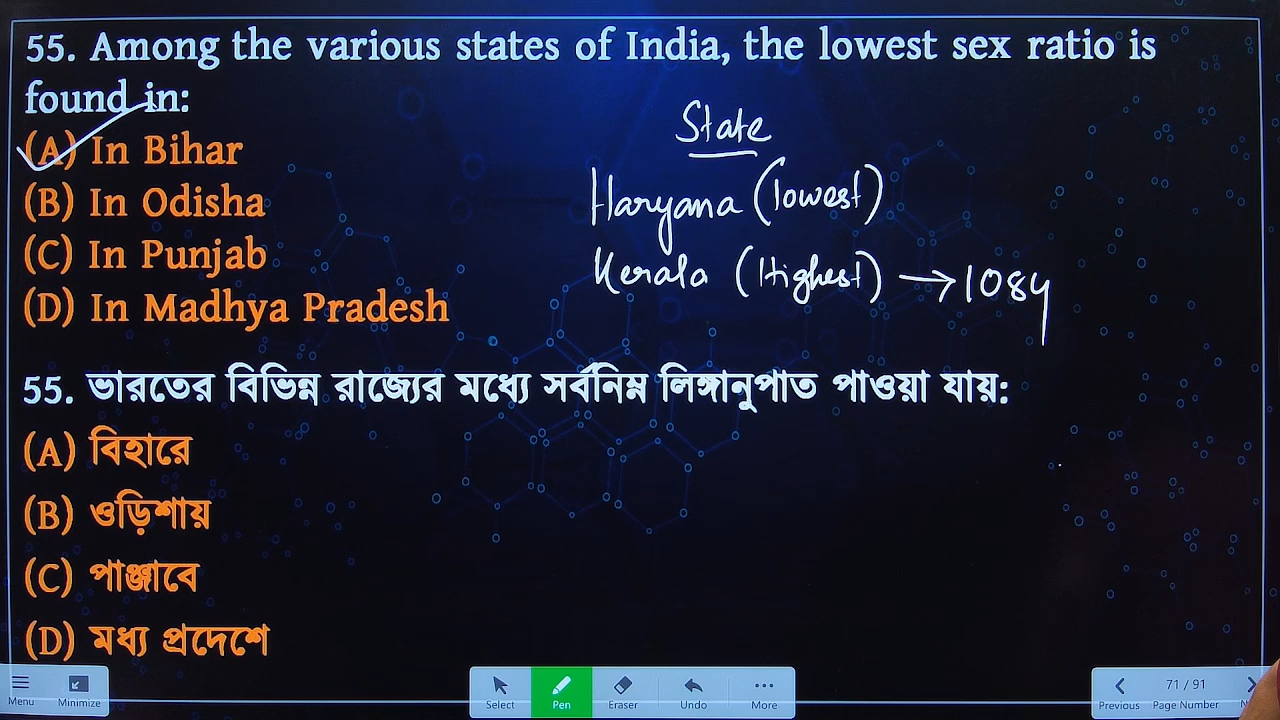 55. Among the various states of India, the lowest sex ratio is
found in:
(A) In Bihar
(B) In Odisha
(C) In Punjab
(D) In Madhya Pradesh
State
Haryana (lowest)
Kerala (Highest) → 1084
55. ভারতের বিভিন্ন রাজ্যের মধ্যে সর্বনিম্ন লিঙ্গানুপাত পাওয়া যায়:
(A) বিহারে
(B) ওড়িশায়
(C) পাঞ্জাবে
(D) মধ্য প্রদেশে
Menu Minimize Select Pen Eraser Undo More Previous Page Number
71 / 91